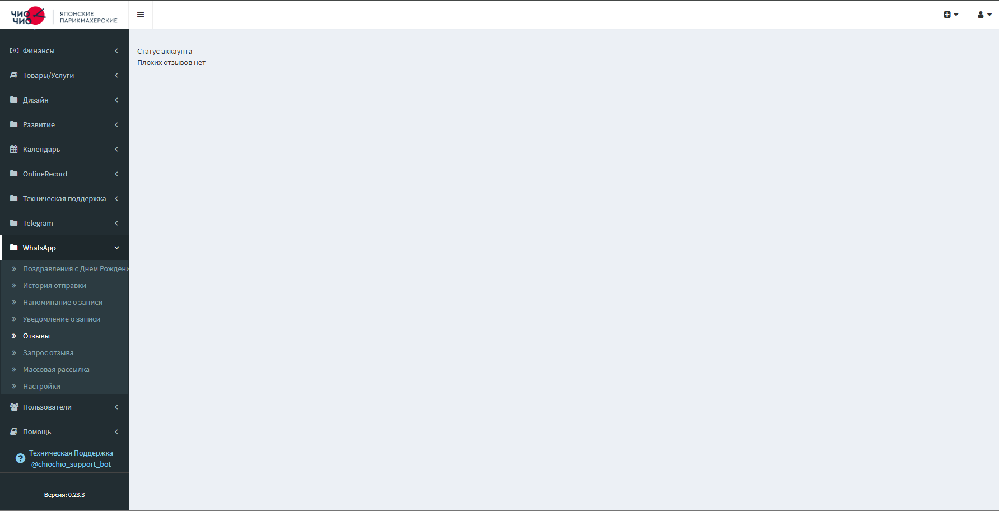 ЧИО
ЧИО
ЯПОНСКИЕ
ПАРИКМАХЕРСКИЕ
Финансы
Товары/Услуги
Дизайн
Развитие
Календарь
OnlineRecord
Техническая поддержка
Telegram
WhatsApp
Поздравления с Днем Рождени
История отправки
Напоминание о записи
Уведомление о записи
Отзывы
Запрос отзыва
Массовая рассылка
Настройки
Пользователи
Помощь
Техническая Поддержка
@chiochio_support_bot
Версия: 0.23.3
Статус аккаунта
Плохих отзывов нет